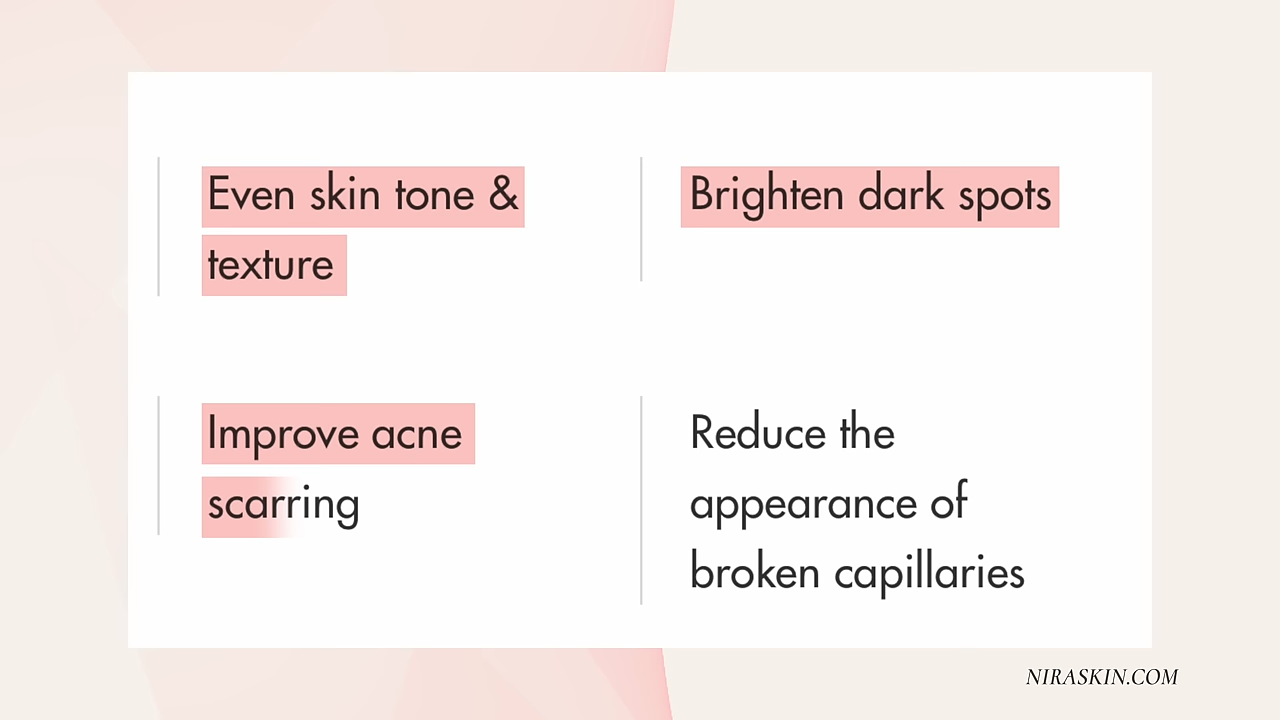 Even skin tone &
texture
Brighten dark spots
Improve acne
scarring
Reduce the
appearance of
broken capillaries
NIRASKIN.COM